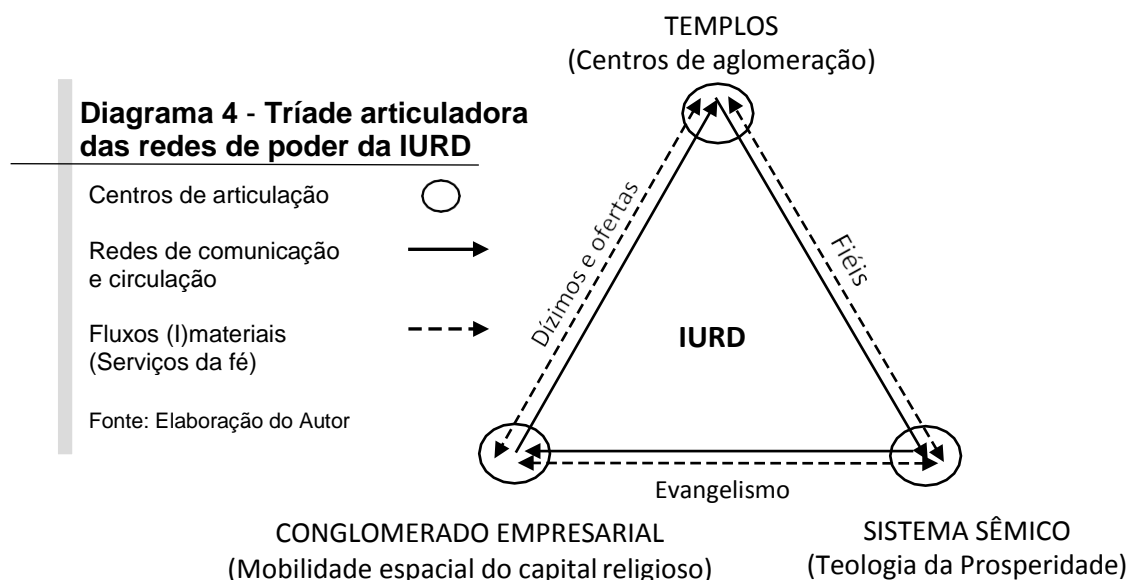 TEMPLOS
(Centros de aglomeração)
Diagrama 4 - Tríade articuladora
das redes de poder da IURD
Centros de articulação
Redes de comunicação
e circulação
Fluxos (I)materiais
(Serviços da fé)
Fonte: Elaboração do Autor
Dízimos e ofertas
Fiéis
IURD
Evangelismo
CONGLOMERADO EMPRESARIAL
(Mobilidade espacial do capital religioso)
SISTEMA SÊMICO
(Teologia da Prosperidade)